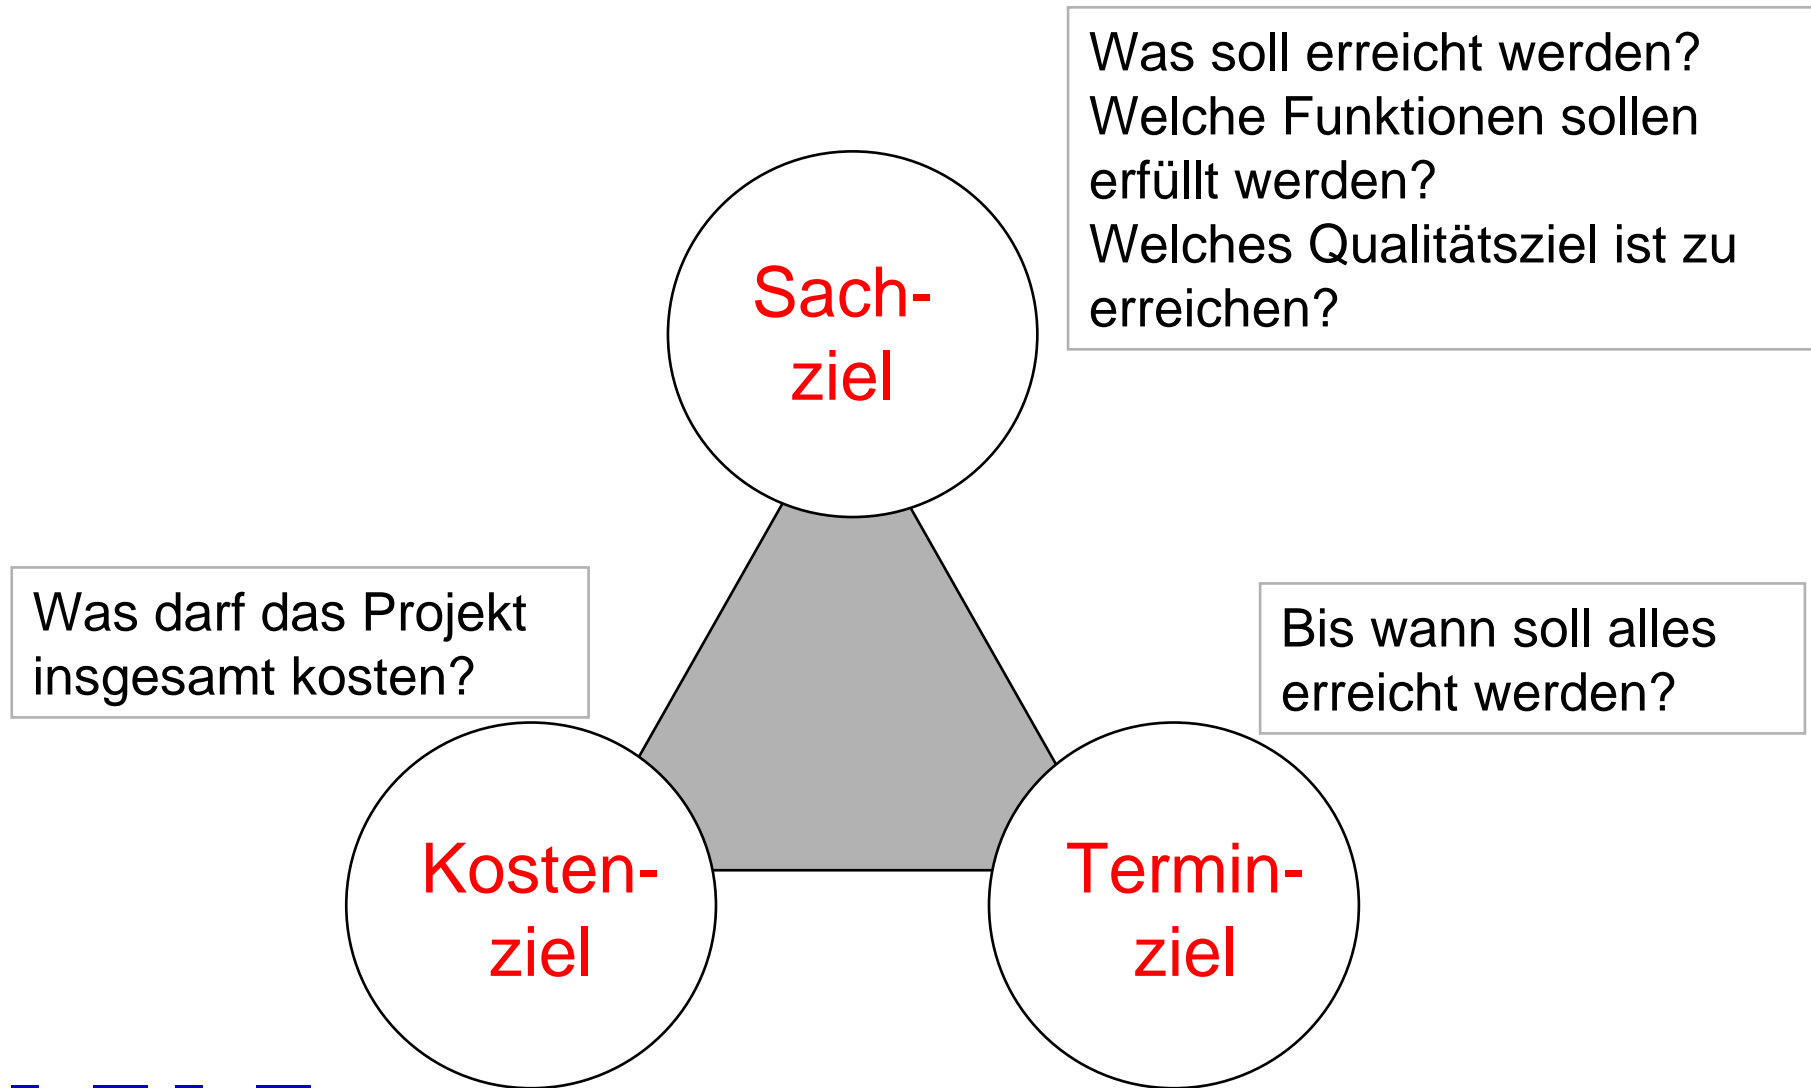 Was soll erreicht werden?
Welche Funktionen sollen
erfüllt werden?
Welches Qualitätsziel ist zu
erreichen?
Sach-
ziel
Was darf das Projekt
insgesamt kosten?
Bis wann soll alles
erreicht werden?
Kosten-
ziel
Termin-
ziel